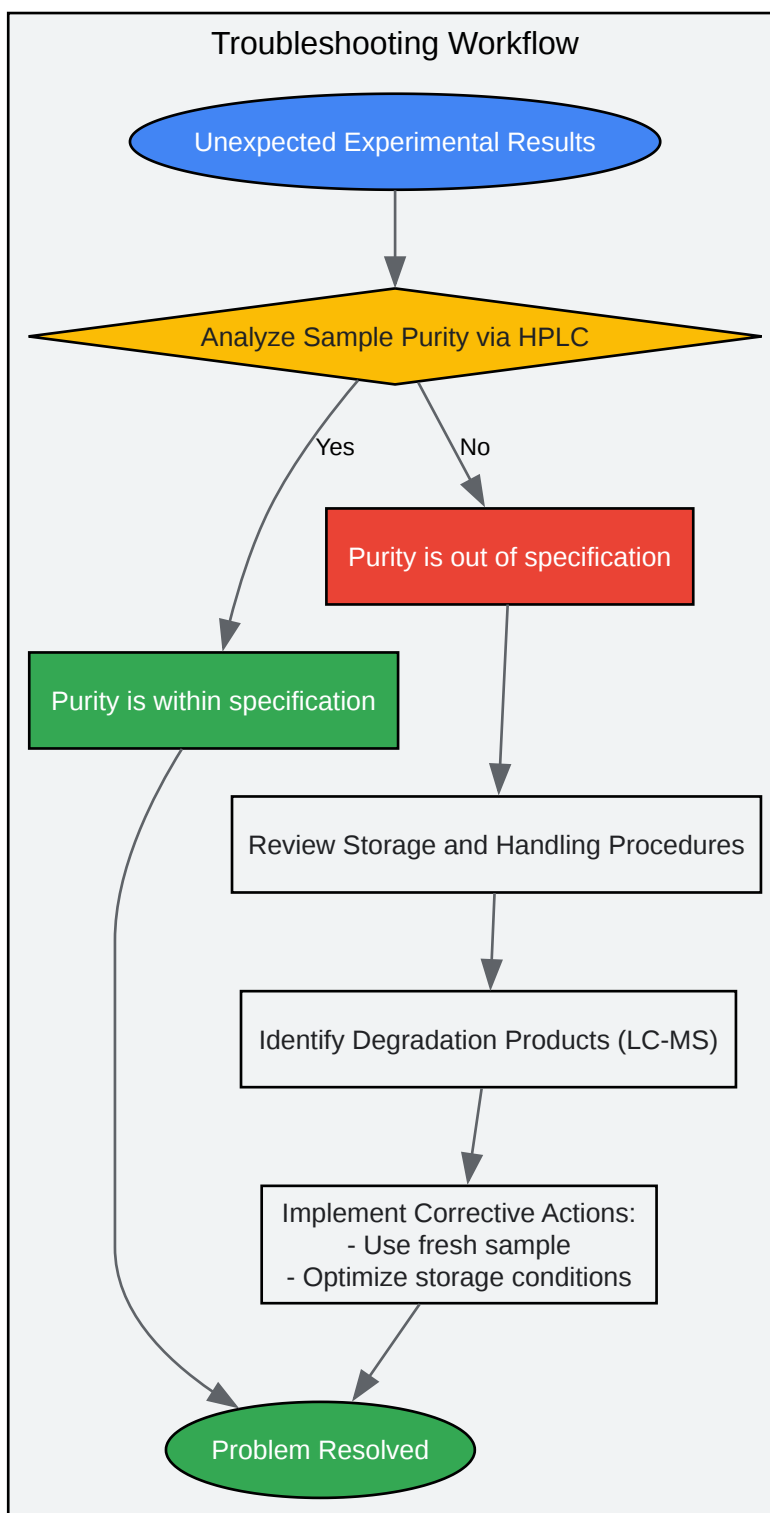 Troubleshooting Workflow
Unexpected Experimental Results
Analyze Sample Purity via HPLC
Yes
No
Purity is out of specification
Purity is within specification
Review Storage and Handling Procedures
Identify Degradation Products (LC-MS)
Implement Corrective Actions:
- Use fresh sample
- Optimize storage conditions
Problem Resolved